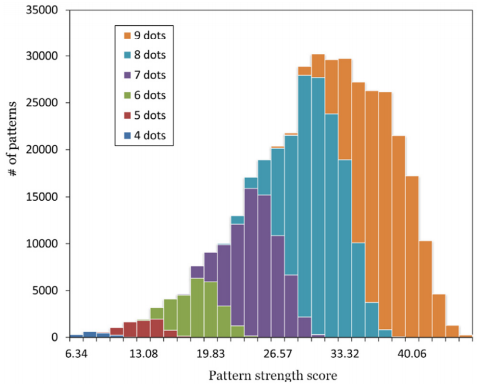 35000
30000
25000
20000
15000
10000
5000
0
# of patterns
9 dots
8 dots
7 dots
6 dots
5 dots
4 dots
6.34 13.08 19.83 26.57 33.32 40.06
Pattern strength score